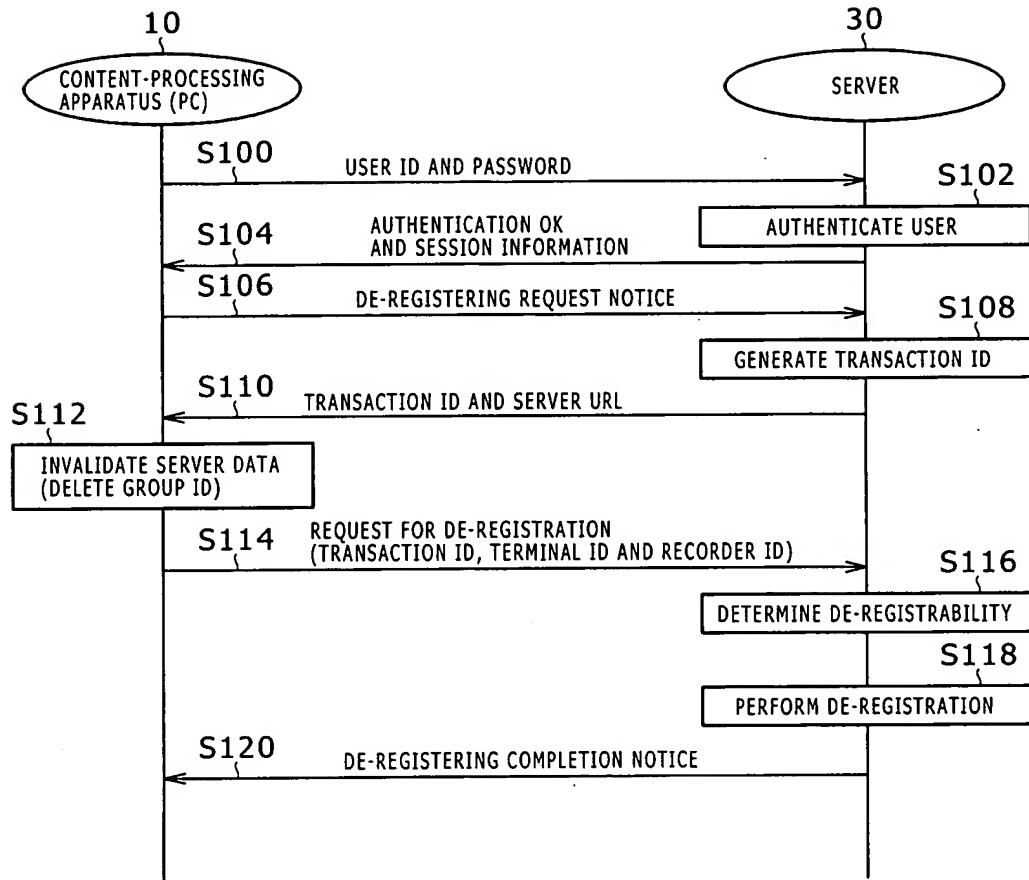 10
30
CONTENT-PROCESSING
APPARATUS (PC)
SERVER
S100
USER ID AND PASSWORD
S102
AUTHENTICATE USER
S104
AUTHENTICATION OK
AND SESSION INFORMATION
S106
DE-REGISTERING REQUEST NOTICE
S108
GENERATE TRANSACTION ID
S110
TRANSACTION ID AND SERVER URL
S112
INVALIDATE SERVER DATA
(DELETE GROUP ID)
S114
REQUEST FOR DE-REGISTRATION
(TRANSACTION ID, TERMINAL ID AND RECORDER ID)
S116
DETERMINE DE-REGISTRABILITY
S118
PERFORM DE-REGISTRATION
S120
DE-REGISTERING COMPLETION NOTICE